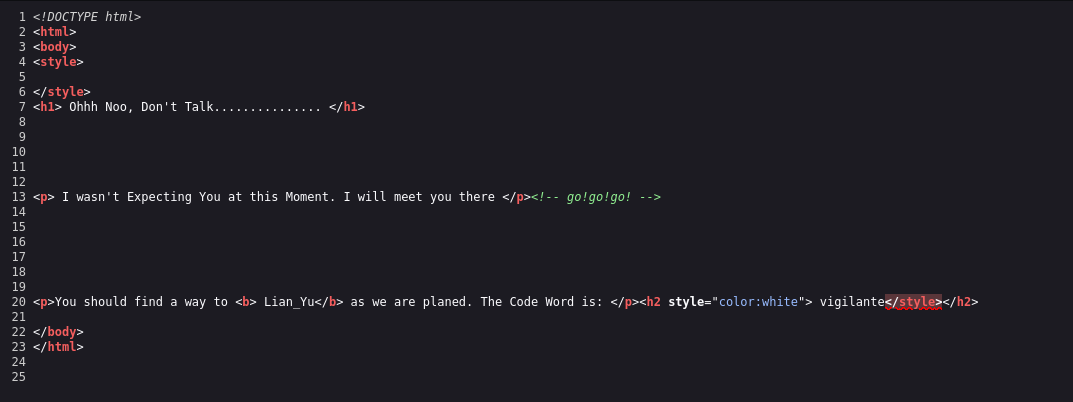 1 <!DOCTYPE html>
2 <html>
3 <body>
4 <style>
5
6 </style>
7 <h1> Ohhh Noo, Don't Talk............... </h1>
8
9
10
11
12
13 <p> I wasn't Expecting You at this Moment. I will meet you there </p><!-- go!go!go! -->
14
15
16
17
18
19
20 <p>You should find a way to <b> Lian_Yu</b> as we are planed. The Code Word is: </p><h2 style="color:white"> vigilante</style></h2>
21
22 </body>
23 </html>
24
25